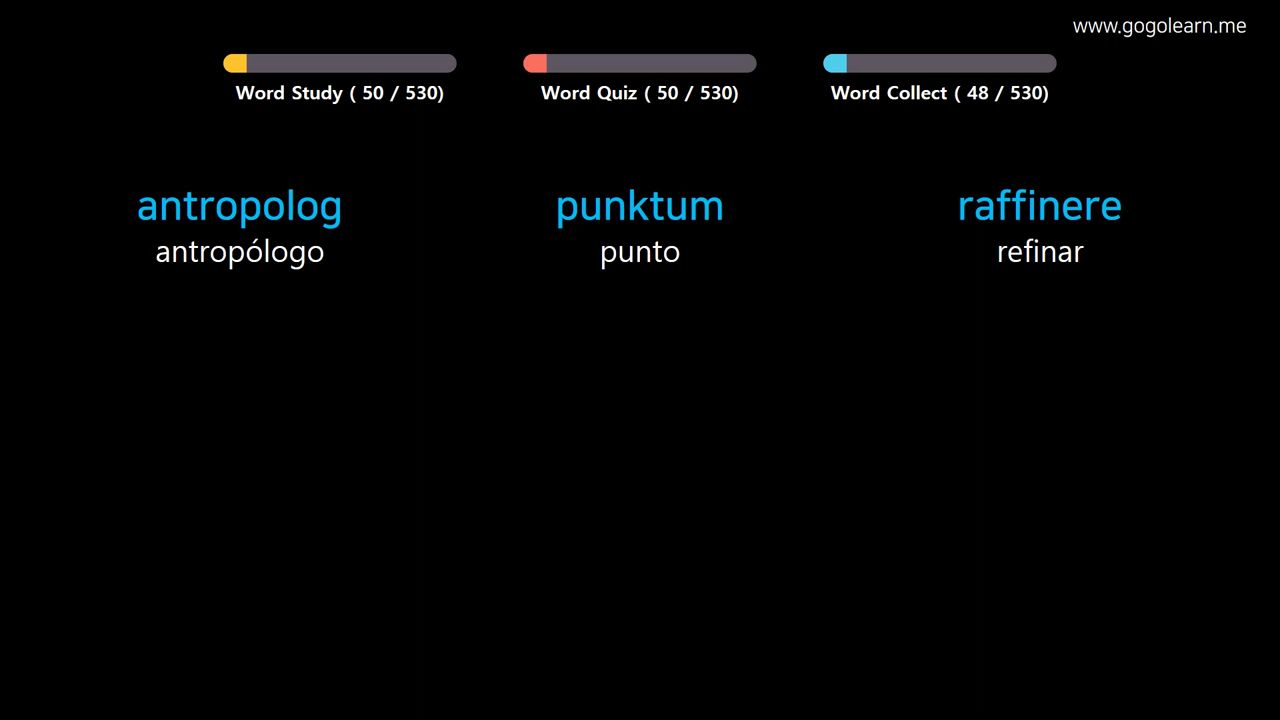 www.gogolearn.me
Word Study ( 50 / 530)
Word Quiz ( 50 / 530)
Word Collect ( 48 / 530)
antropolog
antropólogo
punktum
punto
raffinere
refinar